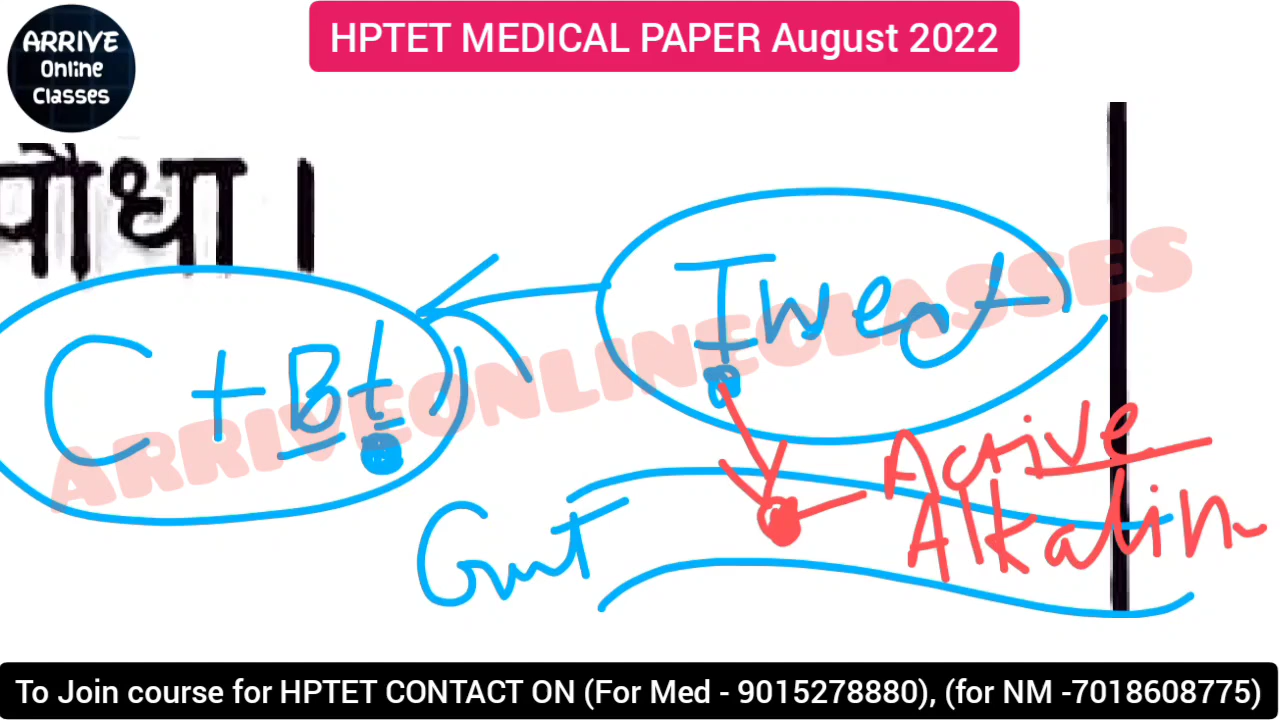 ARRIVE
Online
Classes
HPTET MEDICAL PAPER August 2022
पौधा ।
C + Bt
ARRIVEONLINECLASSES
Gut
Active
Alkalin
To Join course for HPTET CONTACT ON (For Med - 9015278880), (for NM -7018608775)